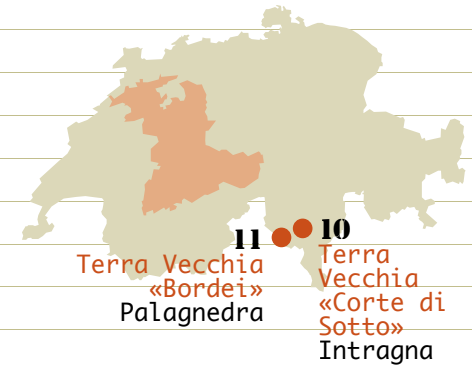 11
Terra Vecchia
«Bordei»
Palagnedra
10
Terra
Vecchia
«Corte di
Sotto»
Intragna